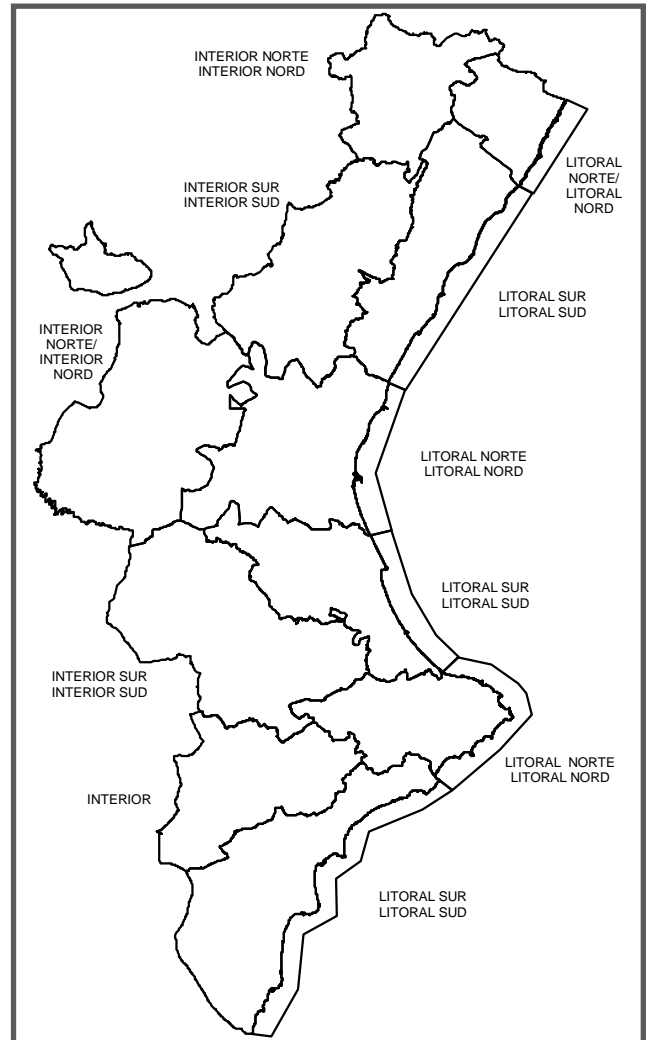 INTERIOR NORTE
INTERIOR NORD
LITORAL
NORTE/
LITORAL
NORD
INTERIOR SUR
INTERIOR SUD
LITORAL SUR
LITORAL SUD
INTERIOR
NORTE/
INTERIOR
NORD
LITORAL NORTE
LITORAL NORD
LITORAL SUR
LITORAL SUD
INTERIOR SUR
INTERIOR SUD
LITORAL NORTE
LITORAL NORD
INTERIOR
LITORAL SUR
LITORAL SUD